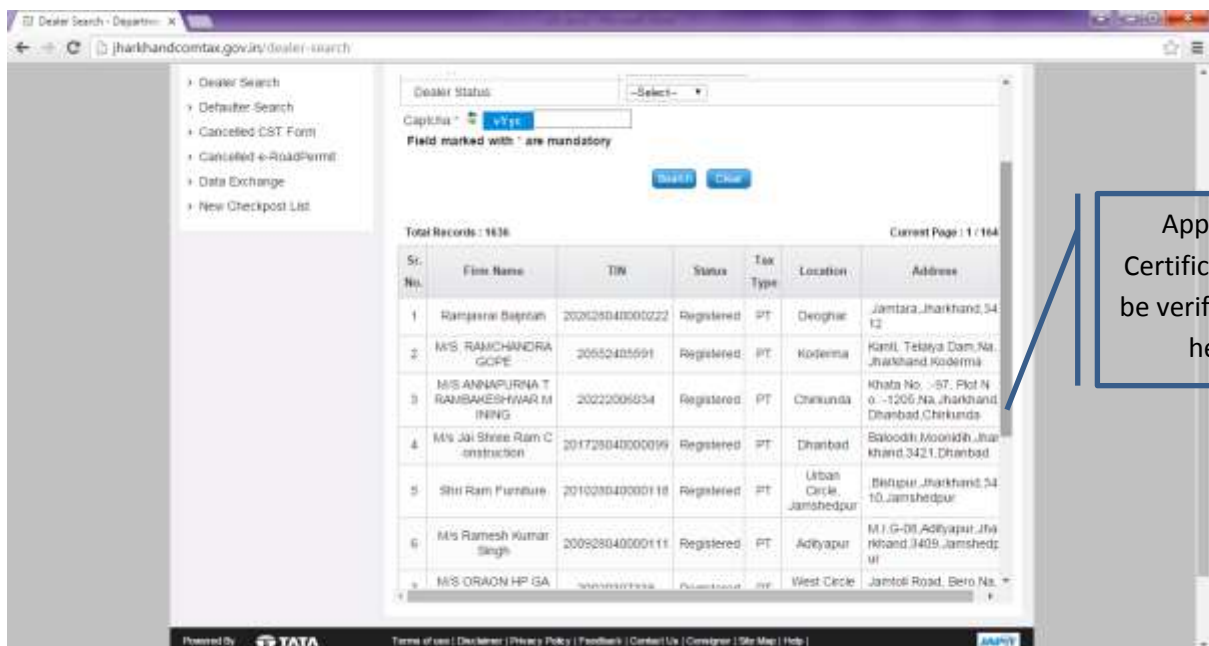 Dealer Search - Departmen
jharkhandcomtax.gov.in/dealer-search
Dealer Search
Defaulter Search
Cancelled CST Form
Cancelled e-RoadPermit
Data Exchange
New Checkpost List
Dealer Status
--Select--
Captcha *
Field marked with * are mandatory
Search Clear
Total Records : 1636 Current Page : 1 / 164
Sr. No. Firm Name TIN Status Tax Type Location Address
1 202628040000222 Registered PT Deoghar Jamtara,Jharkhand,34
12
2 M/S RAMCHANDRA GOPE 20552405591 Registered PT Koderma Kanti, Telaiya Dam,Na,
Jharkhand,Koderma
3 M/S ANNAPURNA T
RAMBAKESHWAR M
INING
20222006034 Registered PT Chirkunda Khata No. :-57, Plot N
o. -1205,Na,Jharkhand
Dhanbad,Chirkunda
4 M/s Jai Shree Ram C
onstruction
201728040000099 Registered PT Dhanbad Baloodih,Moonidih,Jhar
khand,3421,Dhanbad
5 Shri Ram Furniture 201028040000118 Registered PT Urban
Circle,
Jamshedpur
Bistupur,Jharkhand,34
10,Jamshedpur
6 M/s Ramesh Kumar
Singh
200928040000111 Registered PT Adityapur M.I.G-08,Adityapur,Jha
rkhand,3409,Jamshedp
ur
M/S ORAON HP GA West Circle Jamtoli Road, Bero,Na,
App
Certific
be verif
he
Powered By TATA
Terms of use | Disclaimer | Privacy Policy | Feedback | Contact Us | Consignor | Site Map | Help |